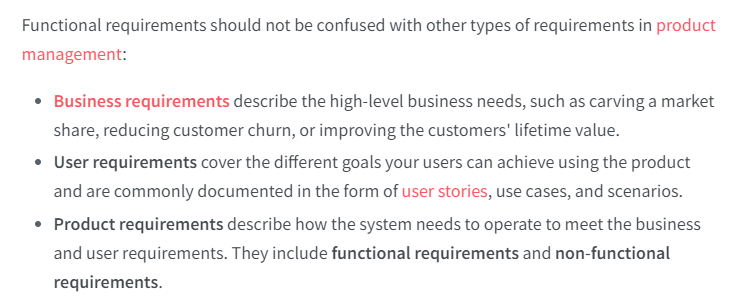 Functional requirements should not be confused with other types of requirements in product
management:
• Business requirements describe the high-level business needs, such as carving a market
share, reducing customer churn, or improving the customers' lifetime value.
• User requirements cover the different goals your users can achieve using the product
and are commonly documented in the form of user stories, use cases, and scenarios.
• Product requirements describe how the system needs to operate to meet the business
and user requirements. They include functional requirements and non-functional
requirements.